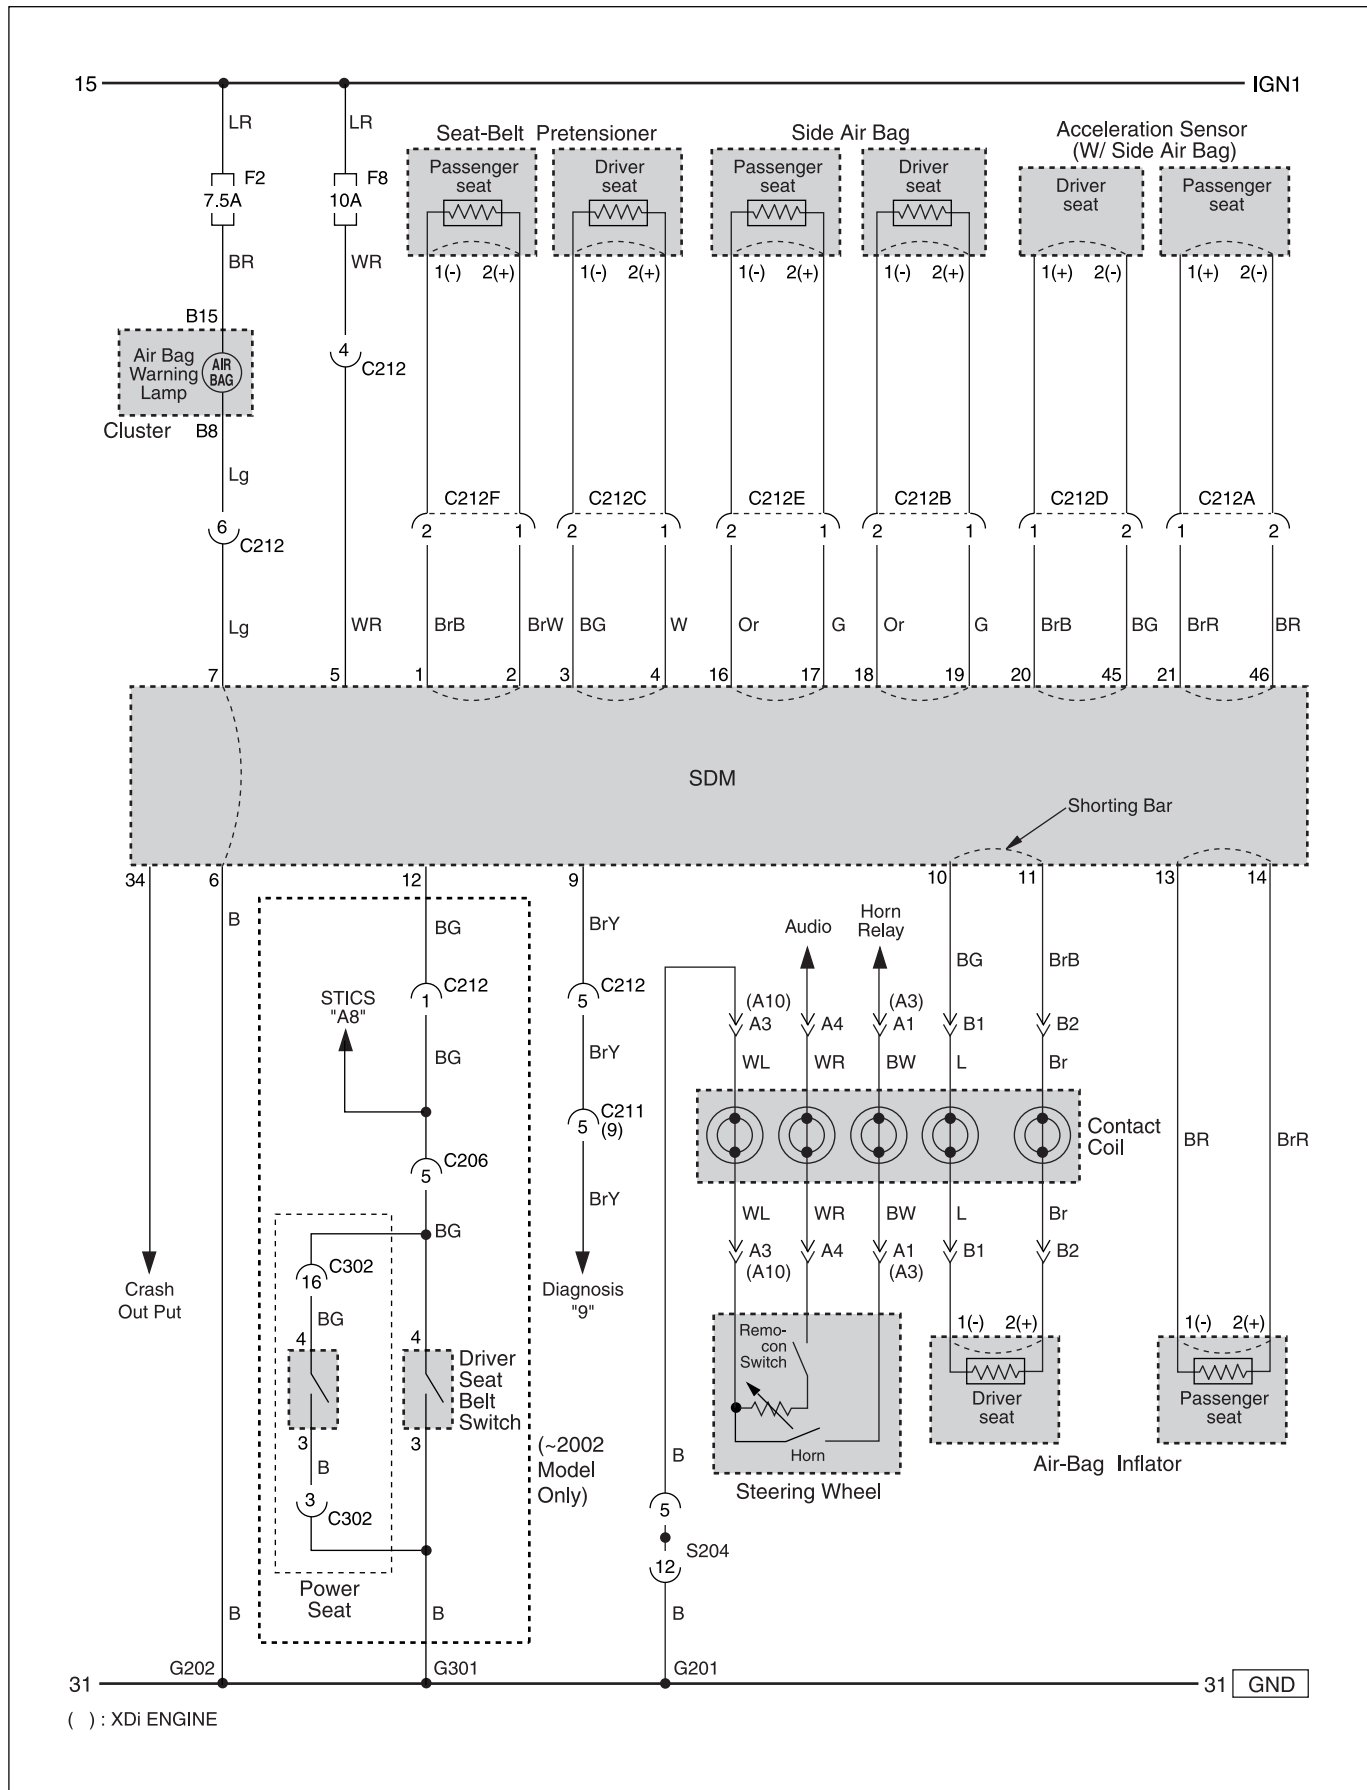 15
IGN1
LR
LR
Seat-Belt Pretensioner
Side Air Bag
Acceleration Sensor
(W/ Side Air Bag)
F2
7.5A
F8
10A
Passenger
seat
Driver
seat
Passenger
seat
Driver
seat
Driver
seat
Passenger
seat
BR
WR
1(-) 2(+)
1(-) 2(+)
1(-) 2(+)
1(-) 2(+)
1(+) 2(-)
1(+) 2(-)
B15
Air Bag
Warning
Lamp
AIR
BAG
4
C212
Cluster
B8
Lg
C212F
C212C
C212E
C212B
C212D
C212A
6
C212
2 1
2 1
2 1
2 1
1 2
1 2
Lg
WR
BrB
BrW
BG
W
Or
G
Or
G
BrB
BG
BrR
BR
7
5
1
2
3
4
16
17
18
19
20
45
21
46
SDM
Shorting Bar
34
6
12
9
10
11
13
14
B
BG
BrY
Audio
Horn
Relay
BG
BrB
STICS
"A8"
C212
1
C212
5
(A10)
A3
A4
(A3)
A1
B1
B2
BG
BrY
WL
WR
BW
L
Br
C211
(9)
5
Contact
Coil
BR
BrR
C206
5
BrY
WL
WR
BW
L
Br
BG
A3
(A10)
A4
A1
(A3)
B1
B2
C302
16
Crash
Out Put
Diagnosis
"9"
BG
4
4
Driver
Seat
Belt
Switch
Remo-
con
Switch
1(-) 2(+)
1(-) 2(+)
Driver
seat
Passenger
seat
3
3
Horn
B
(~2002
Model
Only)
B
Air-Bag Inflator
Steering Wheel
3
C302
5
S204
12
Power
Seat
B
B
B
G202
G301
G201
31
31
GND
( ) : XDi ENGINE